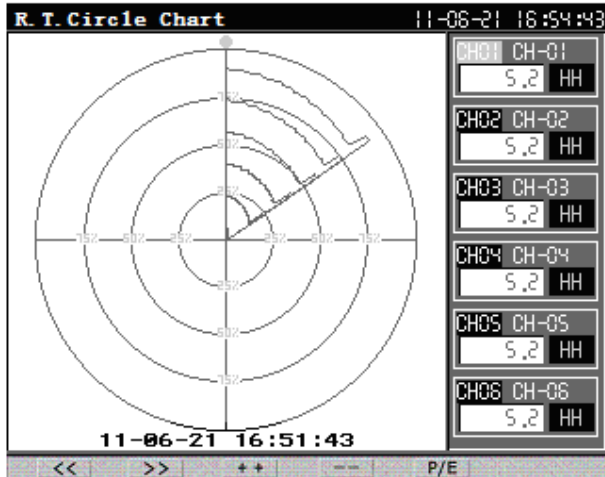 R.T.Circle Chart 11-06-21 16:54:43
75%
50%
25%
75% 50% 25% 25% 50% 75%
25%
50%
75%
11-06-21 16:51:43
CH01 CH-01
5.2 HH
CH02 CH-02
5.2 HH
CH03 CH-03
5.2 HH
CH04 CH-04
5.2 HH
CH05 CH-05
5.2 HH
CH06 CH-06
5.2 HH
<< >> ++ -- P/E